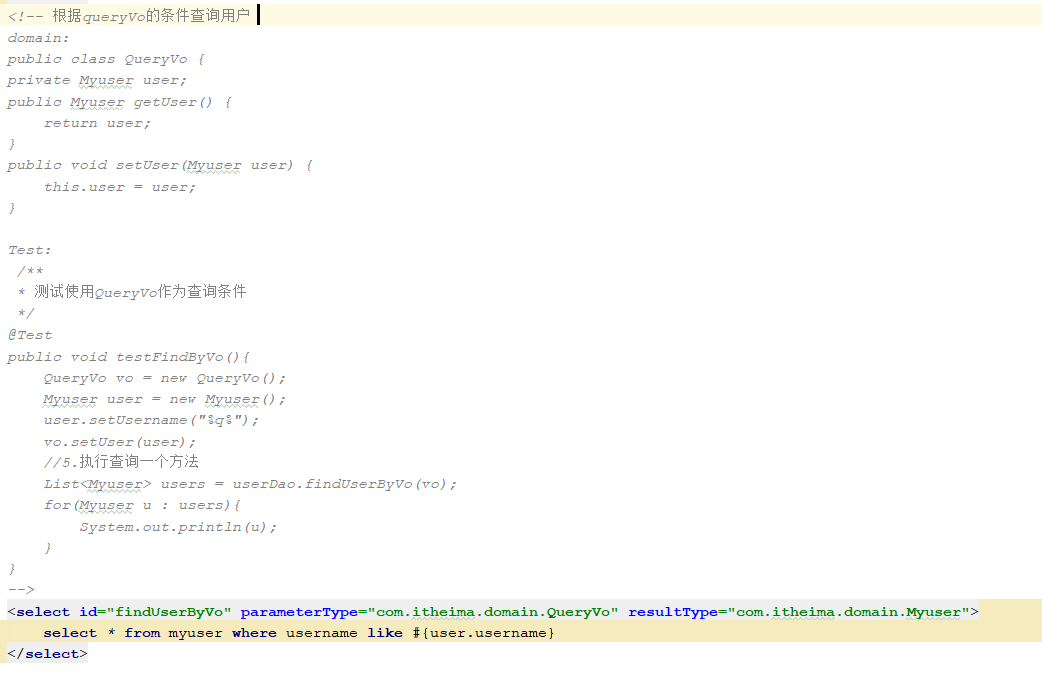 <!-- 根据queryVo的条件查询用户
domain:
public class QueryVo {
private Myuser user;
public Myuser getUser() {
    return user;
}
public void setUser(Myuser user) {
    this.user = user;
}

Test:
 /**
 * 测试使用QueryVo作为查询条件
 */
@Test
public void testFindByVo(){
    QueryVo vo = new QueryVo();
    Myuser user = new Myuser();
    user.setUsername("%q%");
    vo.setUser(user);
    //5.执行查询一个方法
    List<Myuser> users = userDao.findUserByVo(vo);
    for(Myuser u : users){
        System.out.println(u);
    }
}
-->
<select id="findUserByVo" parameterType="com.itheima.domain.QueryVo" resultType="com.itheima.domain.Myuser">
    select * from myuser where username like #{user.username}
</select>